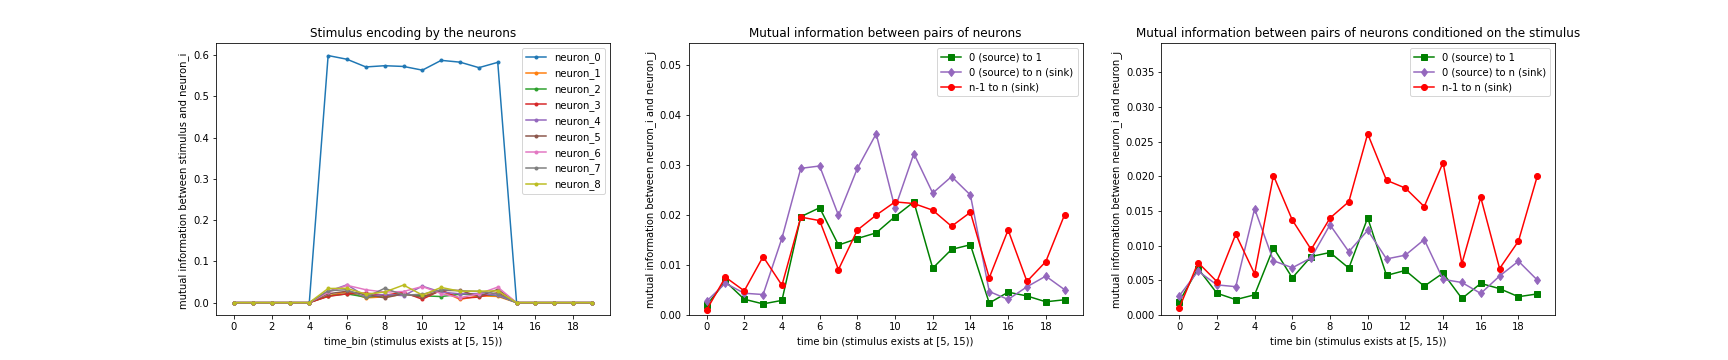 Stimulus encoding by the neurons
mutual information between stimulus and neuron_i
0.6
0.5
0.4
0.3
0.2
0.1
0.0
neuron_0
neuron_1
neuron_2
neuron_3
neuron_4
neuron_5
neuron_6
neuron_7
neuron_8
0 2 4 6 8 10 12 14 16 18
time_bin (stimulus exists at [5, 15))
Mutual information between pairs of neurons
mutual information between neuron_i and neuron_j
0.05
0.04
0.03
0.02
0.01
0.00
0 (source) to 1
0 (source) to n (sink)
n-1 to n (sink)
0 2 4 6 8 10 12 14 16 18
time bin (stimulus exists at [5, 15))
Mutual information between pairs of neurons conditioned on the stimulus
mutual information between neuron_i and neuron_j
0.035
0.030
0.025
0.020
0.015
0.010
0.005
0.000
0 (source) to 1
0 (source) to n (sink)
n-1 to n (sink)
0 2 4 6 8 10 12 14 16 18
time bin (stimulus exists at [5, 15))